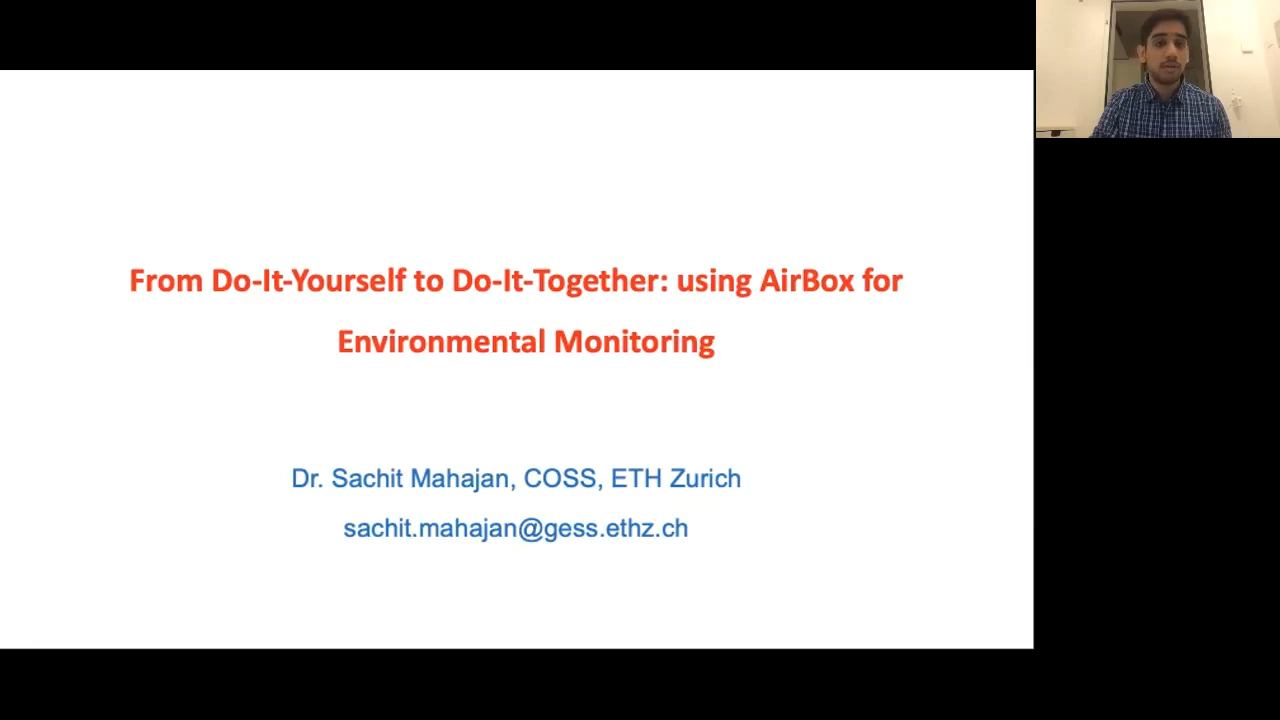 From Do-It-Yourself to Do-It-Together: using AirBox for
Environmental Monitoring
Dr. Sachit Mahajan, COSS, ETH Zurich
sachit.mahajan@gess.ethz.ch